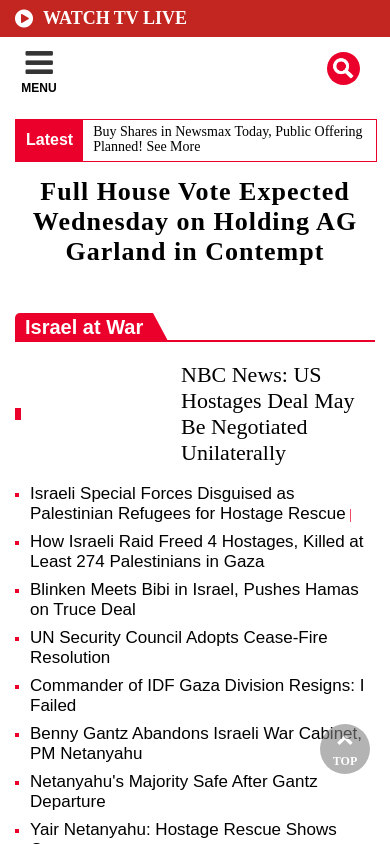 WATCH TV LIVE
MENU
Latest
Buy Shares in Newsmax Today, Public Offering
Planned! See More
Full House Vote Expected
Wednesday on Holding AG
Garland in Contempt
Israel at War
NBC News: US
Hostages Deal May
Be Negotiated
Unilaterally
Israeli Special Forces Disguised as
Palestinian Refugees for Hostage Rescue |
How Israeli Raid Freed 4 Hostages, Killed at
Least 274 Palestinians in Gaza
Blinken Meets Bibi in Israel, Pushes Hamas
on Truce Deal
UN Security Council Adopts Cease-Fire
Resolution
Commander of IDF Gaza Division Resigns: I
Failed
Benny Gantz Abandons Israeli War Cabinet,
PM Netanyahu
TOP
Netanyahu's Majority Safe After Gantz
Departure
Yair Netanyahu: Hostage Rescue Shows